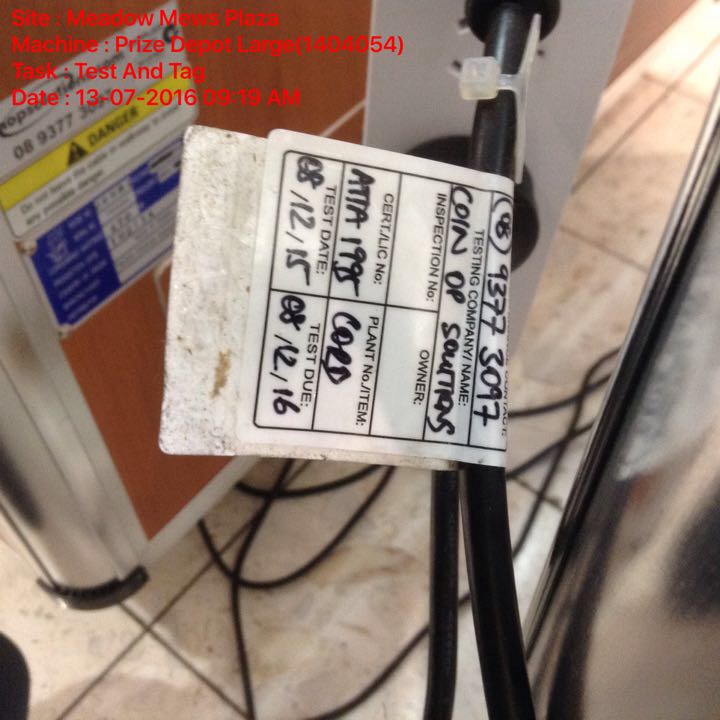 Site : Meadow Mews Plaza
Machine : Prize Depot Large(1404054)
Task : Test And Tag
Date : 13-07-2016 09:19 AM
08 9377 30
DANGER
(08) 9377 3097
TESTING COMPANY/NAME:
COIN OP SOLUTIONS
INSPECTION No:
OWNER:
CERT./LIC No:
ATTA 1995
PLANT No./ITEM:
CORD
TEST DATE:
08/12/15
TEST DUE:
08/12/16